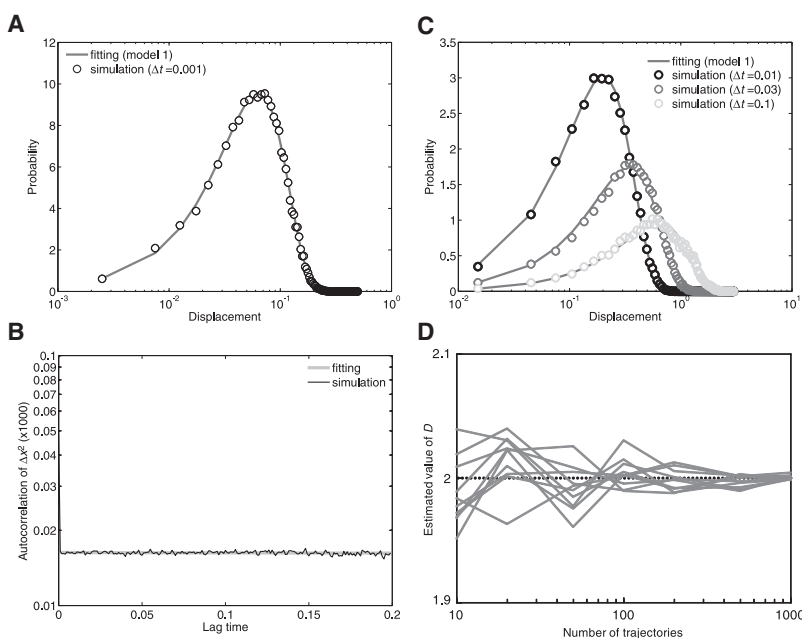 A
12
10
8
6
4
2
0
Probability
fitting (model 1)
simulation (Δt=0.001)
10⁻³
10⁻²
10⁻¹
10⁰
Displacement
C
3.5
3
2.5
2
1.5
1
0.5
0
Probability
fitting (model 1)
simulation (Δt=0.01)
simulation (Δt=0.03)
simulation (Δt=0.1)
10⁻²
10⁻¹
10⁰
10¹
Displacement
B
0.1
0.09
0.08
0.07
0.06
0.05
0.04
0.03
0.02
0.01
Autocorrelation of Δx² (x1000)
fitting
simulation
0
0.05
0.1
0.15
0.2
Lag time
D
2.1
2
1.9
Estimated value of D
10
100
1000
Number of trajectories